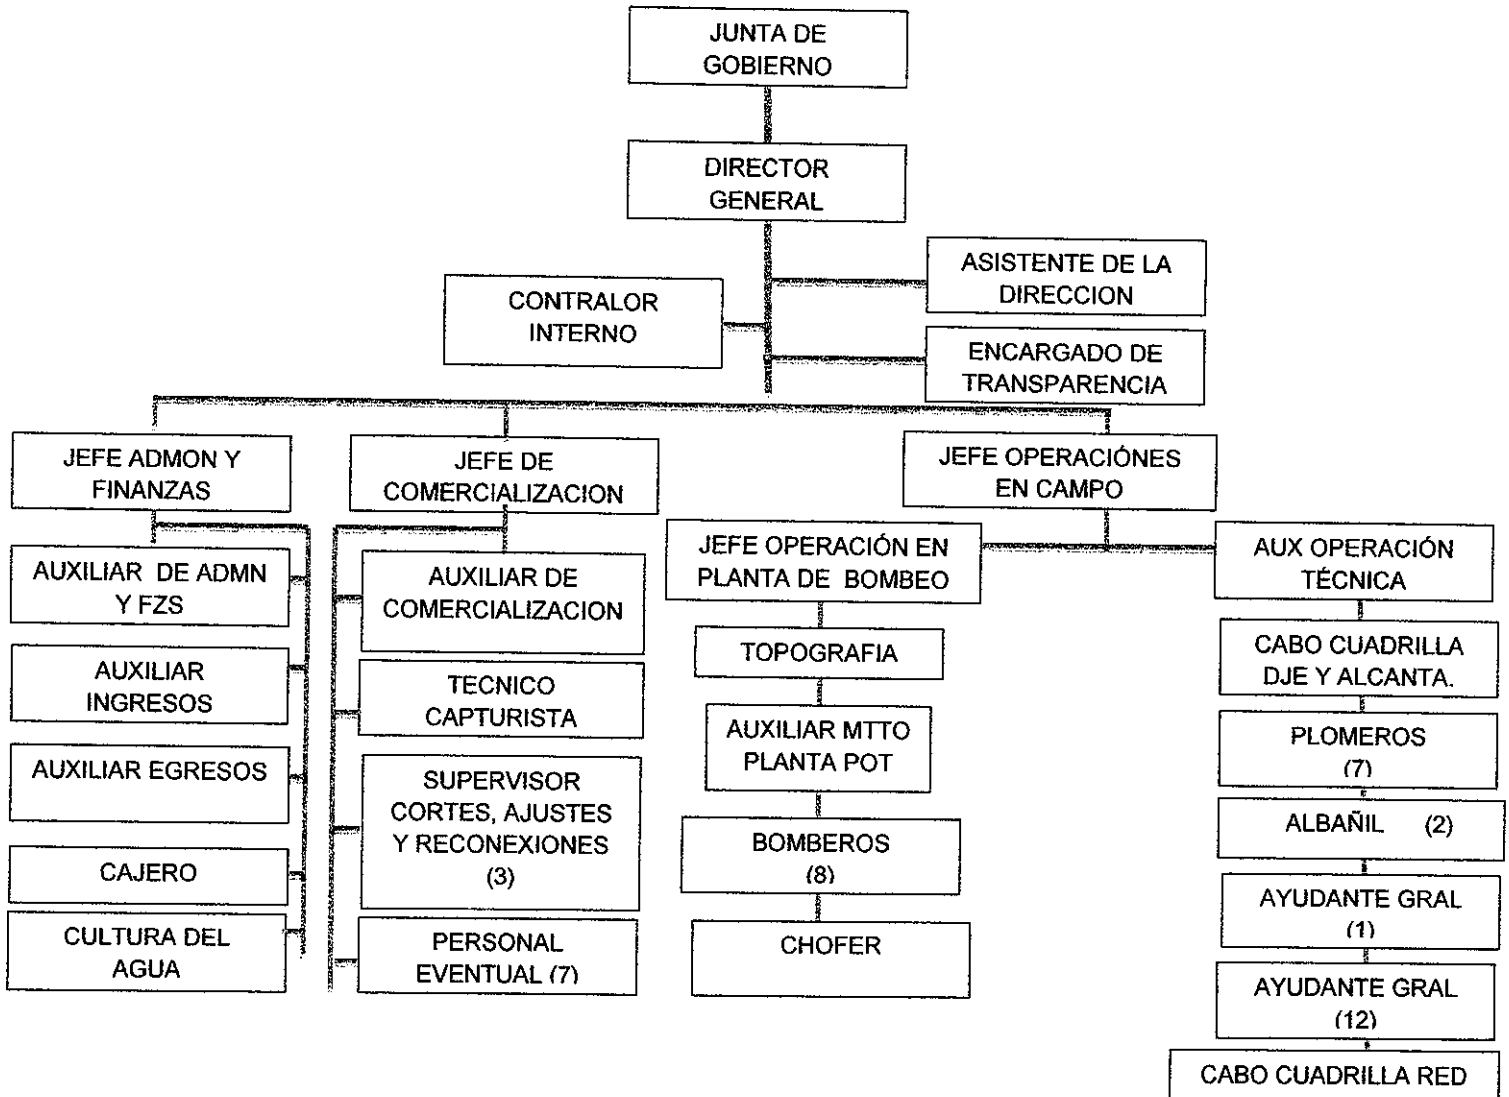 JUNTA DE
GOBIERNO
DIRECTOR
GENERAL
ASISTENTE DE LA
DIRECCION
CONTRALOR
INTERNO
ENCARGADO DE
TRANSPARENCIA
JEFE ADMON Y
FINANZAS
JEFE DE
COMERCIALIZACION
JEFE OPERACIÓNES
EN CAMPO
AUXILIAR DE ADMN
Y FZS
AUXILIAR
INGRESOS
AUXILIAR EGRESOS
CAJERO
CULTURA DEL
AGUA
AUXILIAR DE
COMERCIALIZACION
TECNICO
CAPTURISTA
SUPERVISOR
CORTES, AJUSTES
Y RECONEXIONES
(3)
PERSONAL
EVENTUAL (7)
JEFE OPERACIÓN EN
PLANTA DE BOMBEO
TOPOGRAFIA
AUXILIAR MTTO
PLANTA POT
BOMBEROS
(8)
CHOFER
AUX OPERACIÓN
TÉCNICA
CABO CUADRILLA
DJE Y ALCANTA.
PLOMEROS
(7)
ALBAÑIL (2)
AYUDANTE GRAL
(1)
AYUDANTE GRAL
(12)
CABO CUADRILLA RED